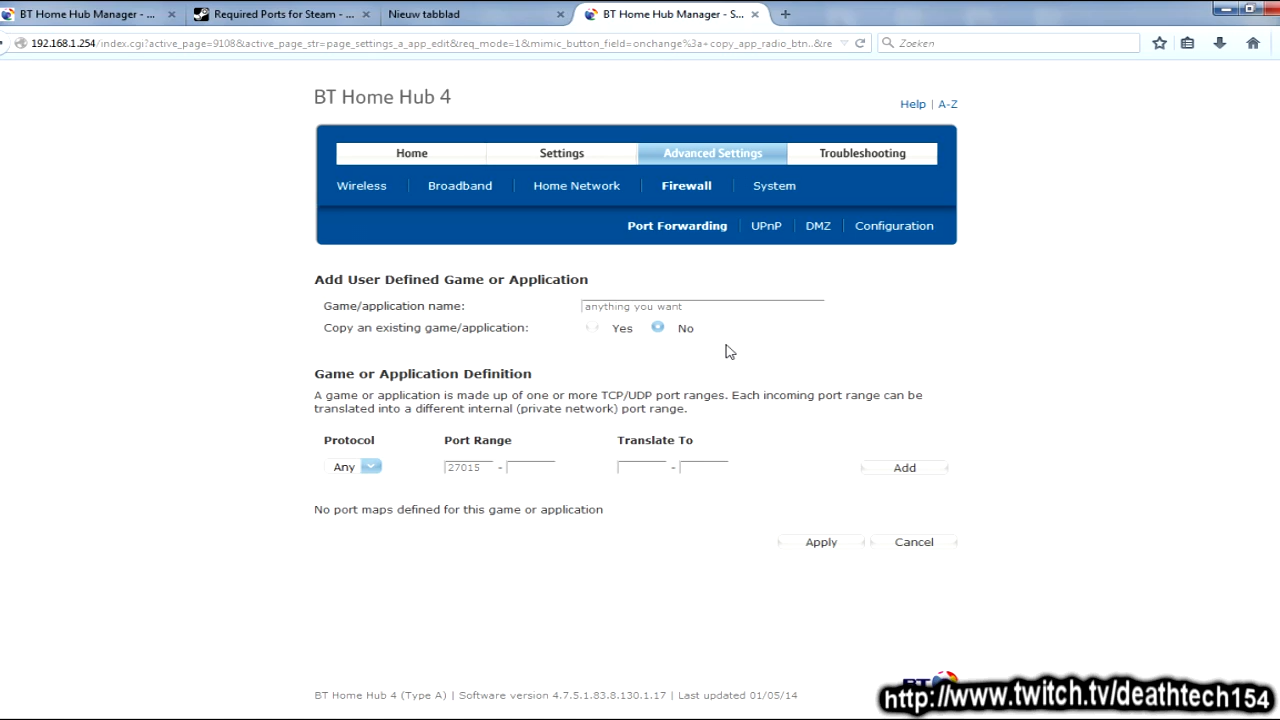 BT Home Hub Manager - ...
Required Ports for Steam - ...
Nieuw tabblad
BT Home Hub Manager - S...
192.168.1.254/index.cgi?active_page=9108&active_page_str=page_settings_a_app_edit&req_mode=1&mimic_button_field=onchange%3a+copy_app_radio_btn..&re
Zoeken
BT Home Hub 4
Help | A-Z
Home
Settings
Advanced Settings
Troubleshooting
Wireless
Broadband
Home Network
Firewall
System
Port Forwarding
UPnP
DMZ
Configuration
Add User Defined Game or Application
Game/application name: anything you want
Copy an existing game/application: Yes No
Game or Application Definition
A game or application is made up of one or more TCP/UDP port ranges. Each incoming port range can be
translated into a different internal (private network) port range.
Protocol Port Range Translate To
Any 27015 - - Add
No port maps defined for this game or application
Apply Cancel
BT
BT Home Hub 4 (Type A) | Software version 4.7.5.1.83.8.130.1.17 | Last updated 01/05/14
http://www.twitch.tv/deathtech154